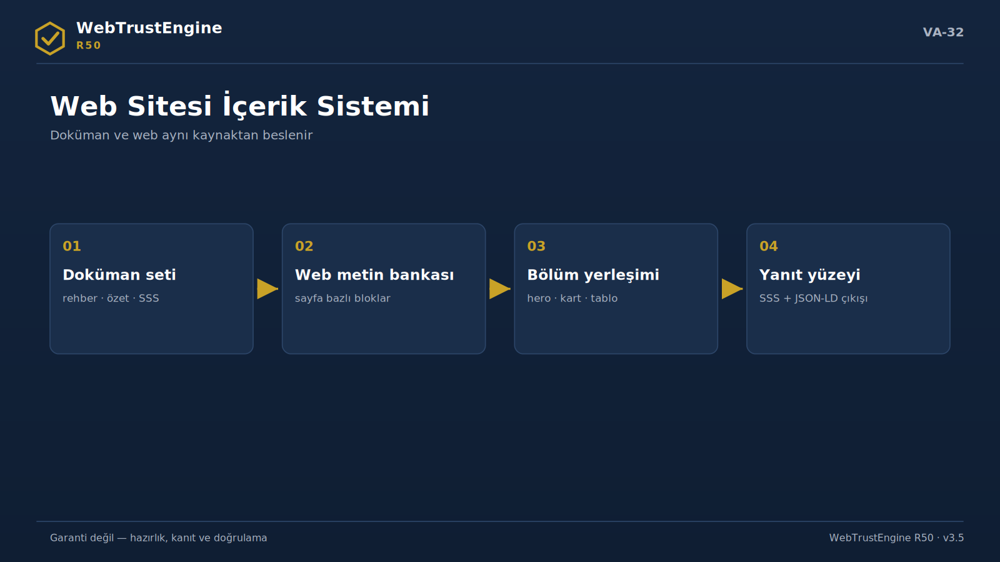 WebTrustEngine
R50
VA-32
Web Sitesi İçerik Sistemi
Doküman ve web aynı kaynaktan beslenir
01
Doküman seti
rehber · özet · SSS
02
Web metin bankası
sayfa bazlı bloklar
03
Bölüm yerleşimi
hero · kart · tablo
04
Yanıt yüzeyi
SSS + JSON-LD çıkışı
Garanti değil — hazırlık, kanıt ve doğrulama
WebTrustEngine R50 · v3.5